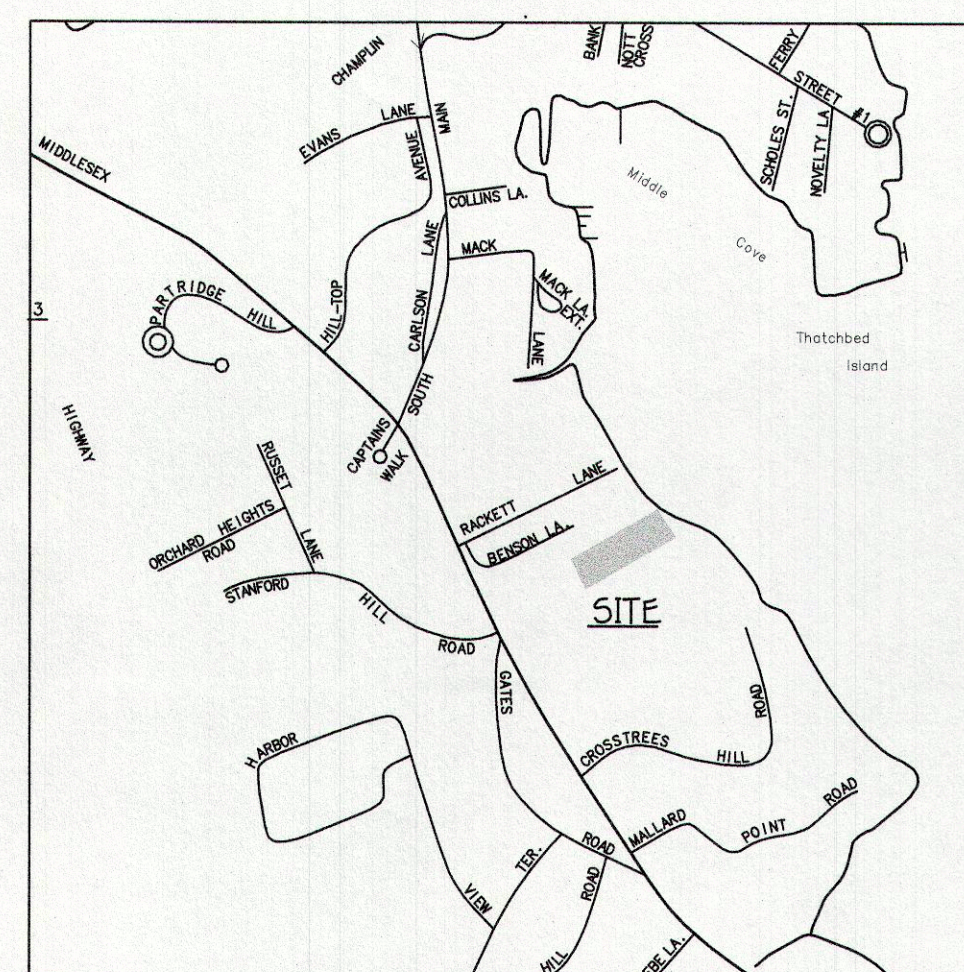 BANK
NOTT
CROSS
FERRY
STREET #1
SCHOLES ST.
NOVELTY LA
CHAMPLIN
MAIN
EVANS LANE
AVENUE
MIDDLESEX
COLLINS LA.
Middle
Cove
LANE
MACK
MACK LA.
EXT.
PARTRIDGE HILL
HILL-TOP
CARLSON
LANE
3
Thatchbed
Island
SOUTH
HIGHWAY
CAPTAINS
WALK
RUSSET
LANE
RACKETT LANE
BENSON LA.
ORCHARD HEIGHTS
ROAD
STANFORD HILL ROAD
SITE
GATES
ROAD
CROSSTREES HILL
HARBOR
MALLARD POINT ROAD
ROAD
TER.
VIEW
ROAD
HILL
EBE LA.